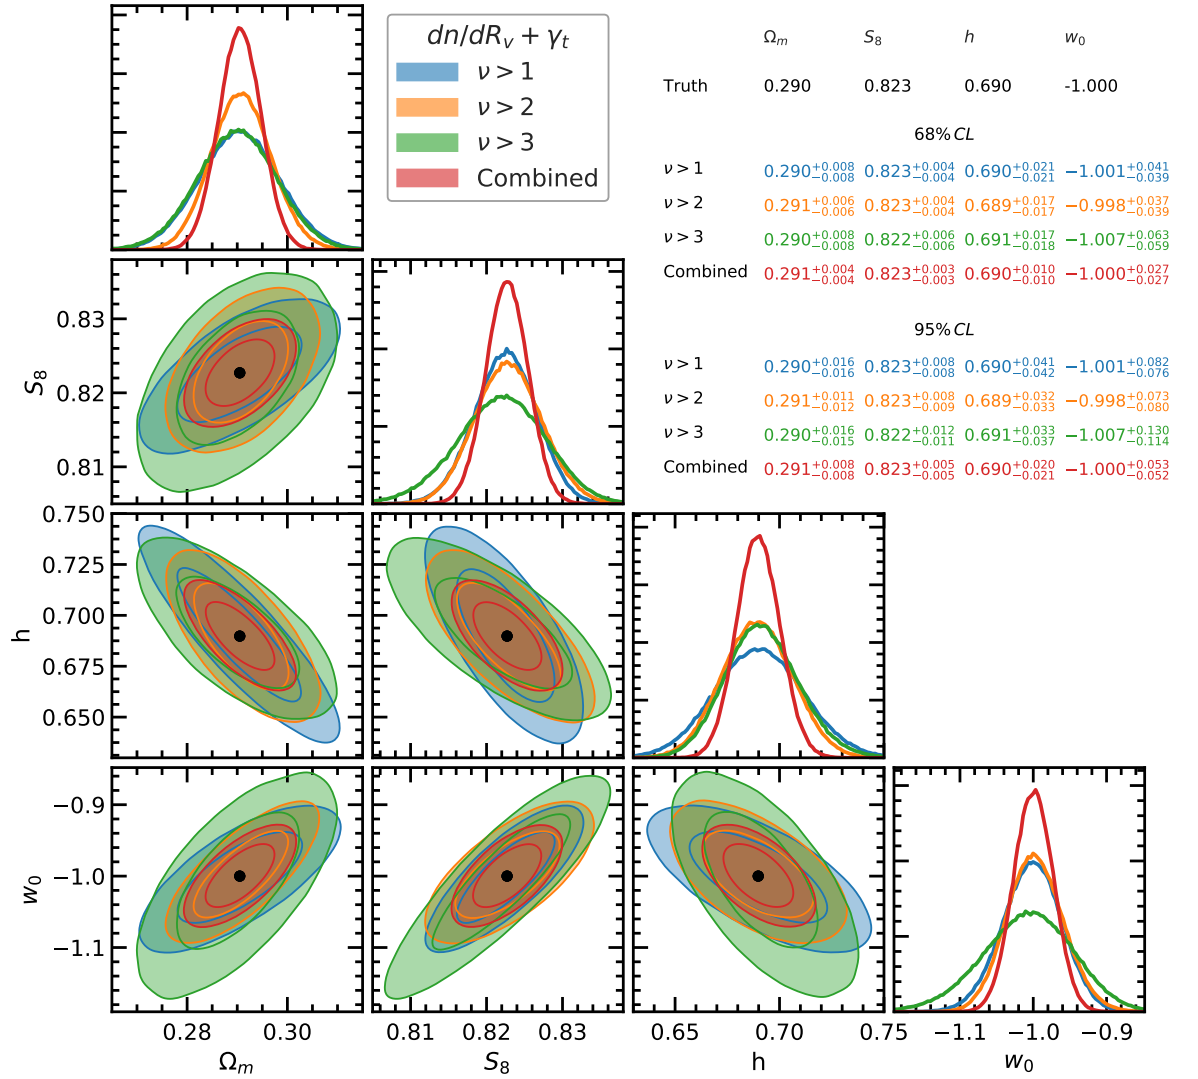 dn/dR_v + γ_t
ν > 1
ν > 2
ν > 3
Combined
Ω_m S_8 h w_0
Truth 0.290 0.823 0.690 -1.000
68% CL
ν > 1 0.290^{+0.008}_{−0.008} 0.823^{+0.004}_{−0.004} 0.690^{+0.021}_{−0.021} −1.001^{+0.041}_{−0.039}
ν > 2 0.291^{+0.006}_{−0.006} 0.823^{+0.004}_{−0.004} 0.689^{+0.017}_{−0.017} −0.998^{+0.037}_{−0.039}
ν > 3 0.290^{+0.008}_{−0.008} 0.822^{+0.006}_{−0.006} 0.691^{+0.017}_{−0.018} −1.007^{+0.063}_{−0.059}
Combined 0.291^{+0.004}_{−0.004} 0.823^{+0.003}_{−0.003} 0.690^{+0.010}_{−0.010} −1.000^{+0.027}_{−0.027}
95% CL
ν > 1 0.290^{+0.016}_{−0.016} 0.823^{+0.008}_{−0.008} 0.690^{+0.041}_{−0.042} −1.001^{+0.082}_{−0.076}
ν > 2 0.291^{+0.011}_{−0.012} 0.823^{+0.008}_{−0.009} 0.689^{+0.032}_{−0.033} −0.998^{+0.073}_{−0.080}
ν > 3 0.290^{+0.016}_{−0.015} 0.822^{+0.012}_{−0.011} 0.691^{+0.033}_{−0.037} −1.007^{+0.130}_{−0.114}
Combined 0.291^{+0.008}_{−0.008} 0.823^{+0.005}_{−0.005} 0.690^{+0.020}_{−0.021} −1.000^{+0.053}_{−0.052}
S_8
0.83
0.82
0.81
h
0.750
0.725
0.700
0.675
0.650
w_0
−0.9
−1.0
−1.1
0.28 0.30
Ω_m
0.81 0.82 0.83
S_8
0.65 0.70 0.75
h
−1.1 −1.0 −0.9
w_0